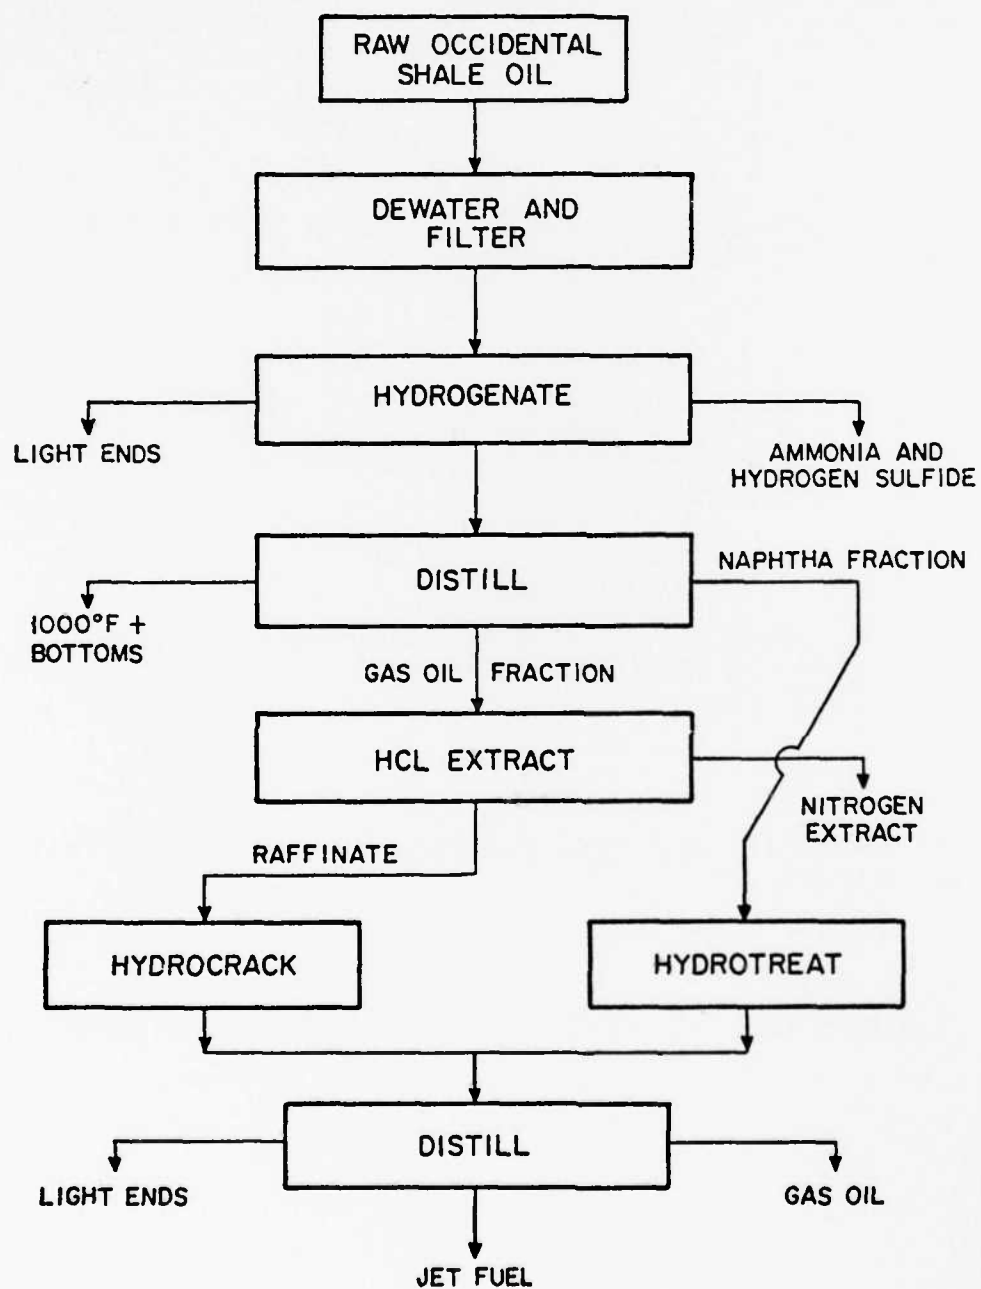 RAW OCCIDENTAL
SHALE OIL
DEWATER AND
FILTER
HYDROGENATE
LIGHT ENDS
AMMONIA AND
HYDROGEN SULFIDE
DISTILL
NAPHTHA FRACTION
1000°F +
BOTTOMS
GAS OIL FRACTION
HCL EXTRACT
NITROGEN
EXTRACT
RAFFINATE
HYDROCRACK
HYDROTREAT
DISTILL
LIGHT ENDS
GAS OIL
JET FUEL